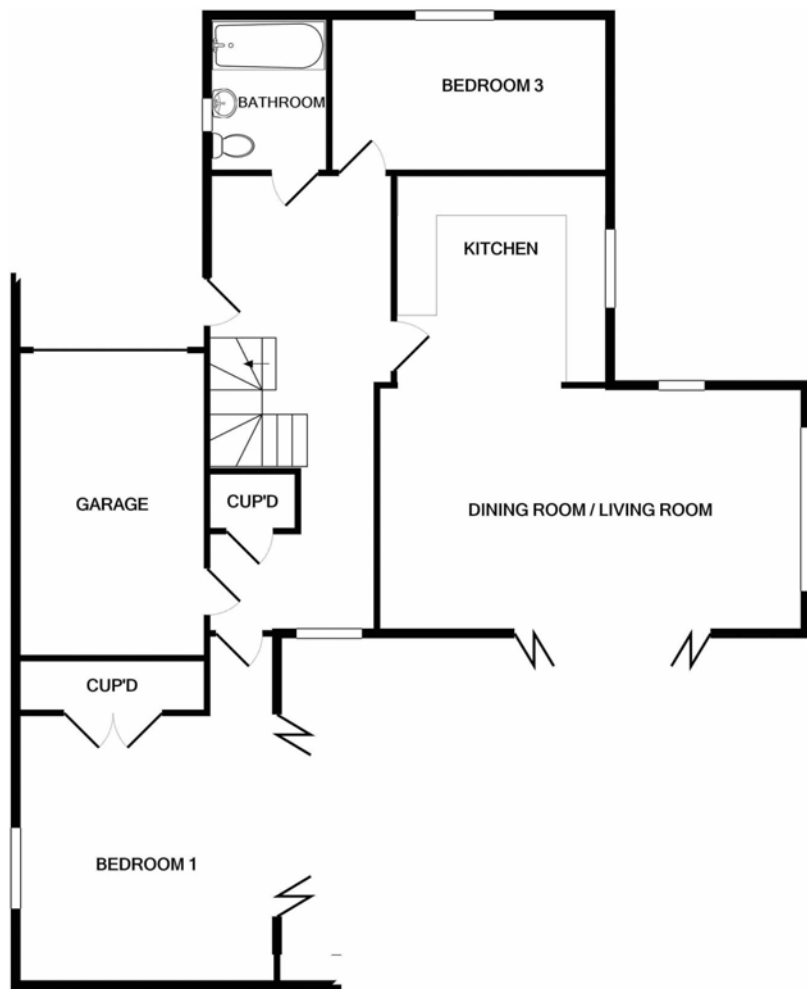 BEDROOM 3
BATHROOM
KITCHEN
GARAGE
CUP'D
DINING ROOM / LIVING ROOM
CUP'D
BEDROOM 1